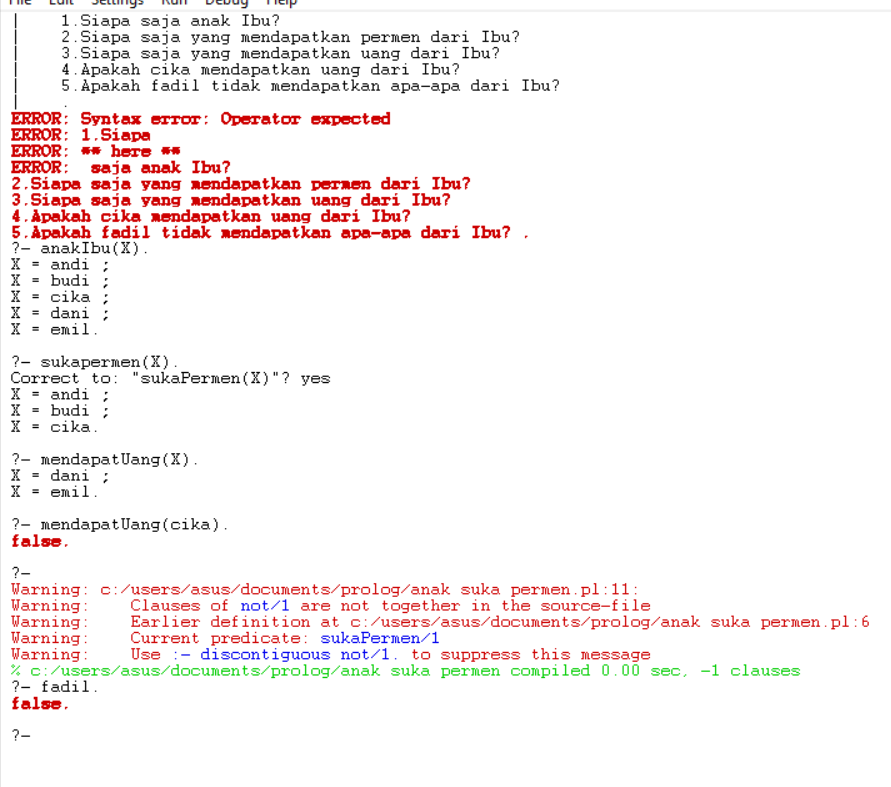 File Edit Settings Run Debug Help
| 1.Siapa saja anak Ibu?
| 2.Siapa saja yang mendapatkan permen dari Ibu?
| 3.Siapa saja yang mendapatkan uang dari Ibu?
| 4.Apakah cika mendapatkan uang dari Ibu?
| 5.Apakah fadil tidak mendapatkan apa-apa dari Ibu?
| .
ERROR: Syntax error: Operator expected
ERROR: 1.Siapa
ERROR: ** here **
ERROR:  saja anak Ibu?
2.Siapa saja yang mendapatkan permen dari Ibu?
3.Siapa saja yang mendapatkan uang dari Ibu?
4.Apakah cika mendapatkan uang dari Ibu?
5.Apakah fadil tidak mendapatkan apa-apa dari Ibu? .
?- anakIbu(X).
X = andi ;
X = budi ;
X = cika ;
X = dani ;
X = emil.
?- sukapermen(X).
Correct to: "sukaPermen(X)"? yes
X = andi ;
X = budi ;
X = cika.
?- mendapatUang(X).
X = dani ;
X = emil.
?- mendapatUang(cika).
false.
?-
Warning: c:/users/asus/documents/prolog/anak suka permen.pl:11:
Warning:    Clauses of not/1 are not together in the source-file
Warning:    Earlier definition at c:/users/asus/documents/prolog/anak suka permen.pl:6
Warning:    Current predicate: sukaPermen/1
Warning:    Use :- discontiguous not/1. to suppress this message
% c:/users/asus/documents/prolog/anak suka permen compiled 0.00 sec, -1 clauses
?- fadil.
false.
?-